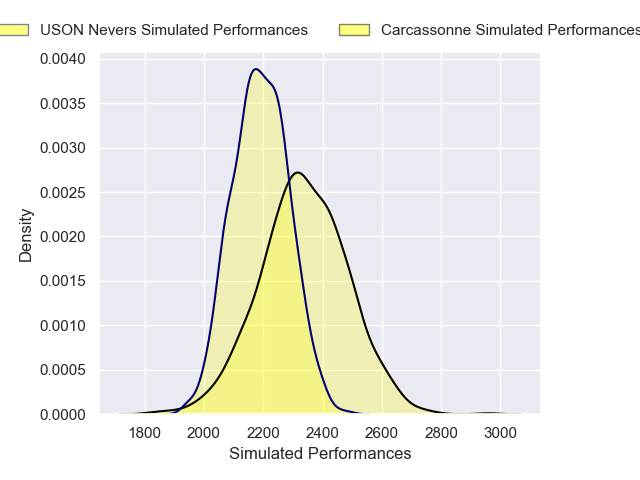 USON Nevers Simulated Performances
Carcassonne Simulated Performances
0.0040
0.0035
0.0030
0.0025
0.0020
0.0015
0.0010
0.0005
0.0000
Density
1800 2000 2200 2400 2600 2800 3000
Simulated Performances